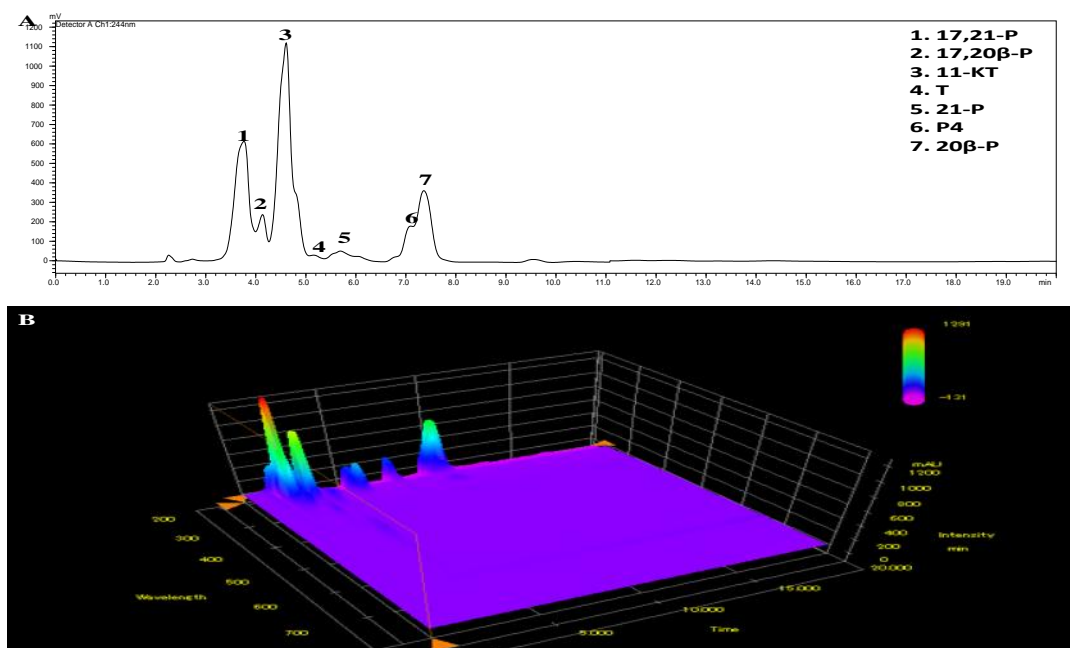 A
mV
Detector A Ch1:244nm
1200
1100
1000
900
800
700
600
500
400
300
200
100
0
0.0 1.0 2.0 3.0 4.0 5.0 6.0 7.0 8.0 9.0 10.0 11.0 12.0 13.0 14.0 15.0 16.0 17.0 18.0 19.0 min
1
2
3
4
5
6
7
1. 17,21-P
2. 17,20β-P
3. 11-KT
4. T
5. 21-P
6. P4
7. 20β-P
B
200
300
400
500
600
700
Wavelength
5.000
10.000
15.000
20.000
Time
mAU
1200
1000
800
600
400
200
0
Intensity
min